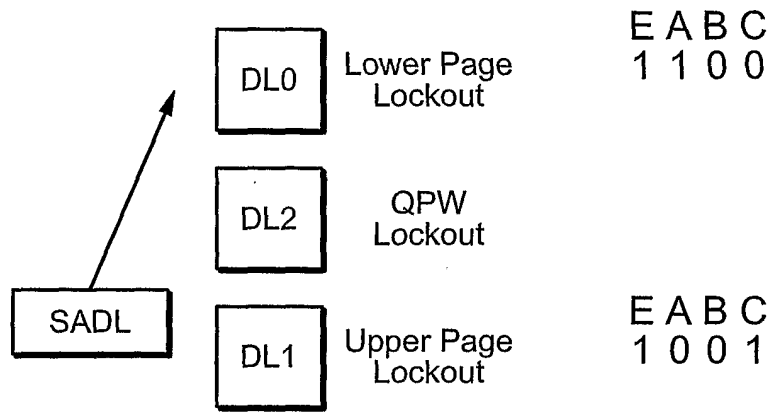 E A B C
1 1 0 0
DL0
Lower Page
Lockout
DL2
QPW
Lockout
SADL
DL1
Upper Page
Lockout
E A B C
1 0 0 1